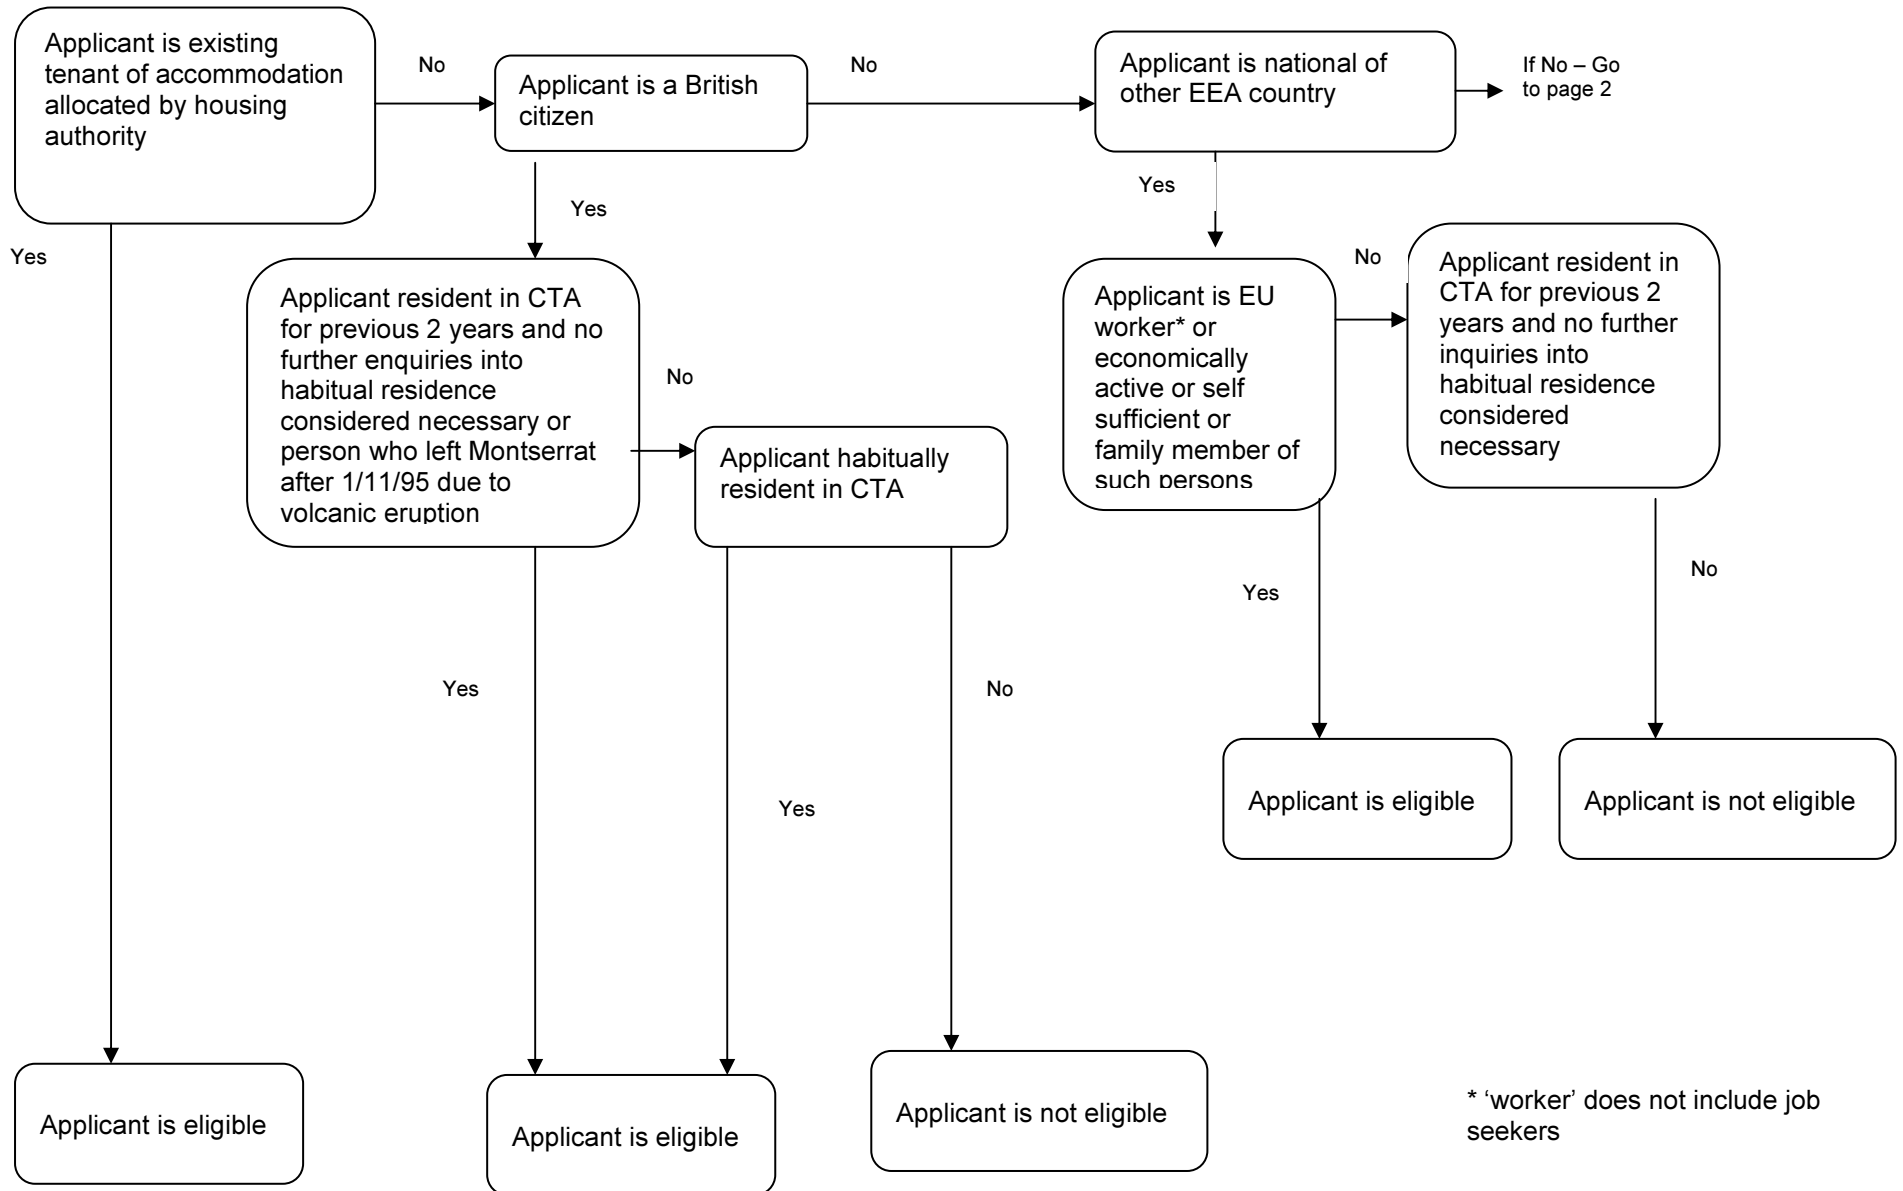 Applicant is existing
tenant of accommodation
allocated by housing
authority
No
Applicant is a British
citizen
No
Applicant is national of
other EEA country
If No – Go
to page 2
Yes
Yes
Yes
Applicant resident in CTA
for previous 2 years and no
further enquiries into
habitual residence
considered necessary or
person who left Montserrat
after 1/11/95 due to
volcanic eruption
No
Applicant habitually
resident in CTA
Applicant is EU
worker* or
economically
active or self
sufficient or
family member of
such persons
No
Applicant resident in
CTA for previous 2
years and no further
inquiries into
habitual residence
considered
necessary
Yes
No
Yes
Yes
No
Applicant is eligible
Applicant is not eligible
Applicant is eligible
Applicant is eligible
Applicant is not eligible
* ‘worker’ does not include job
seekers